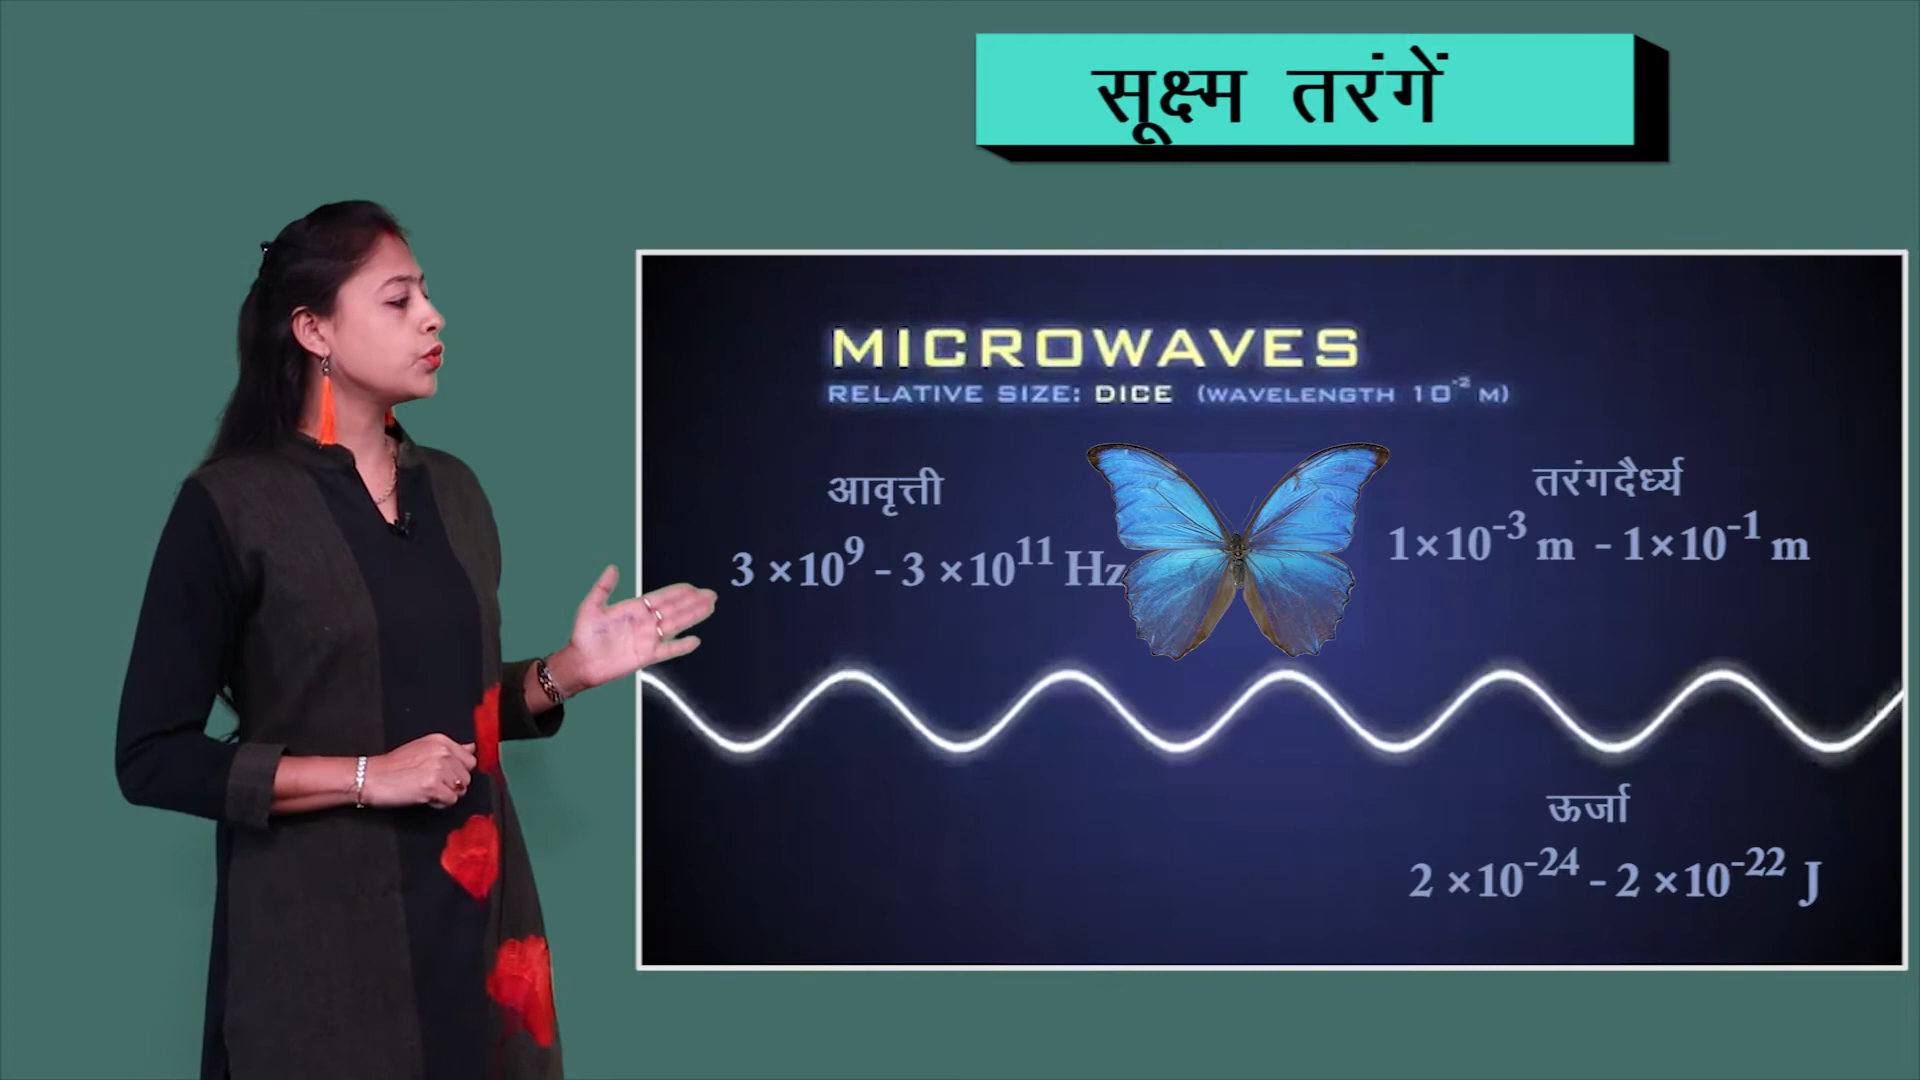 सूक्ष्म तरंगें
MICROWAVES
RELATIVE SIZE: DICE (WAVELENGTH 10⁻² M)
आवृत्ती
3 ×10⁹ - 3 ×10¹¹ Hz
तरंगदैर्ध्य
1×10⁻³ m - 1×10⁻¹ m
ऊर्जा
2 ×10⁻²⁴ - 2 ×10⁻²² J